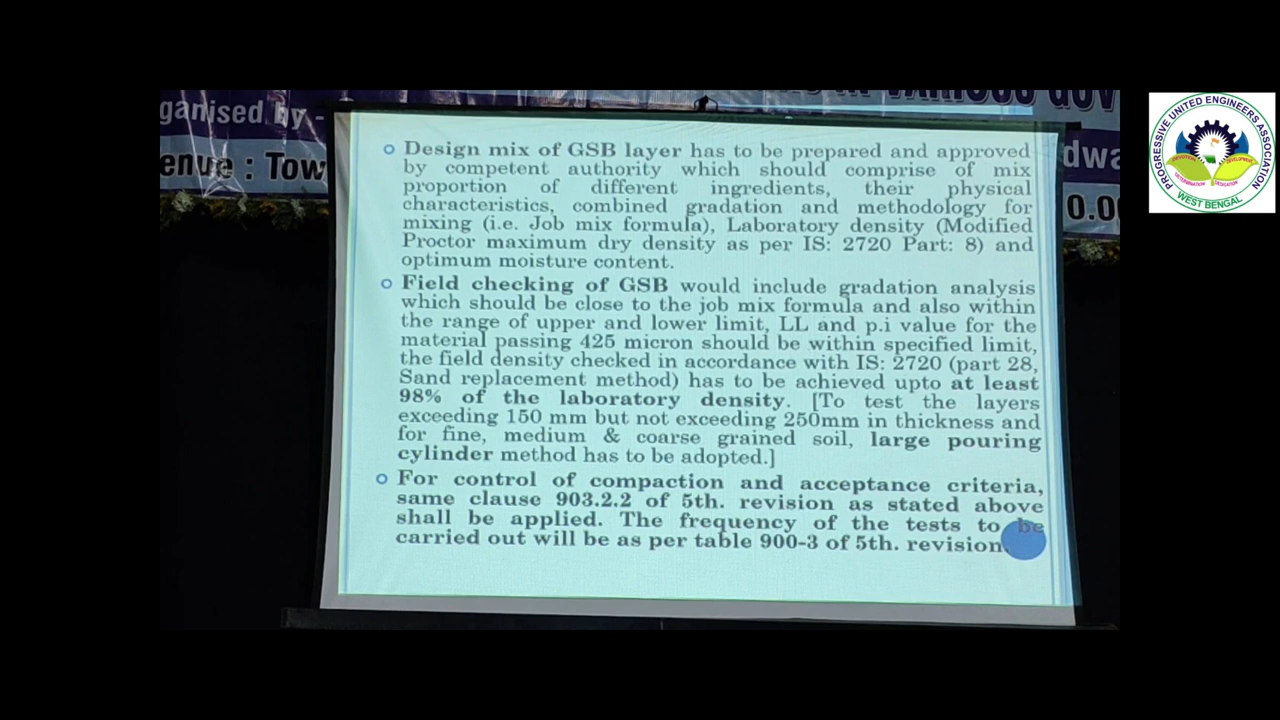 ganised by -
enue : Tow
dwa
0.0
Design mix of GSB layer has to be prepared and approved
by competent authority which should comprise of mix
proportion of different ingredients, their physical
characteristics, combined gradation and methodology for
mixing (i.e. Job mix formula), Laboratory density (Modified
Proctor maximum dry density as per IS: 2720 Part: 8) and
optimum moisture content.
Field checking of GSB would include gradation analysis
which should be close to the job mix formula and also within
the range of upper and lower limit, LL and p.i value for the
material passing 425 micron should be within specified limit,
the field density checked in accordance with IS: 2720 (part 28,
Sand replacement method) has to be achieved upto at least
98% of the laboratory density. [To test the layers
exceeding 150 mm but not exceeding 250mm in thickness and
for fine, medium & coarse grained soil, large pouring
cylinder method has to be adopted.]
For control of compaction and acceptance criteria,
same clause 903.2.2 of 5th. revision as stated above
shall be applied. The frequency of the tests to be
carried out will be as per table 900-3 of 5th. revision.
PROGRESSIVE UNITED ENGINEERS ASSOCIATION
WEST BENGAL